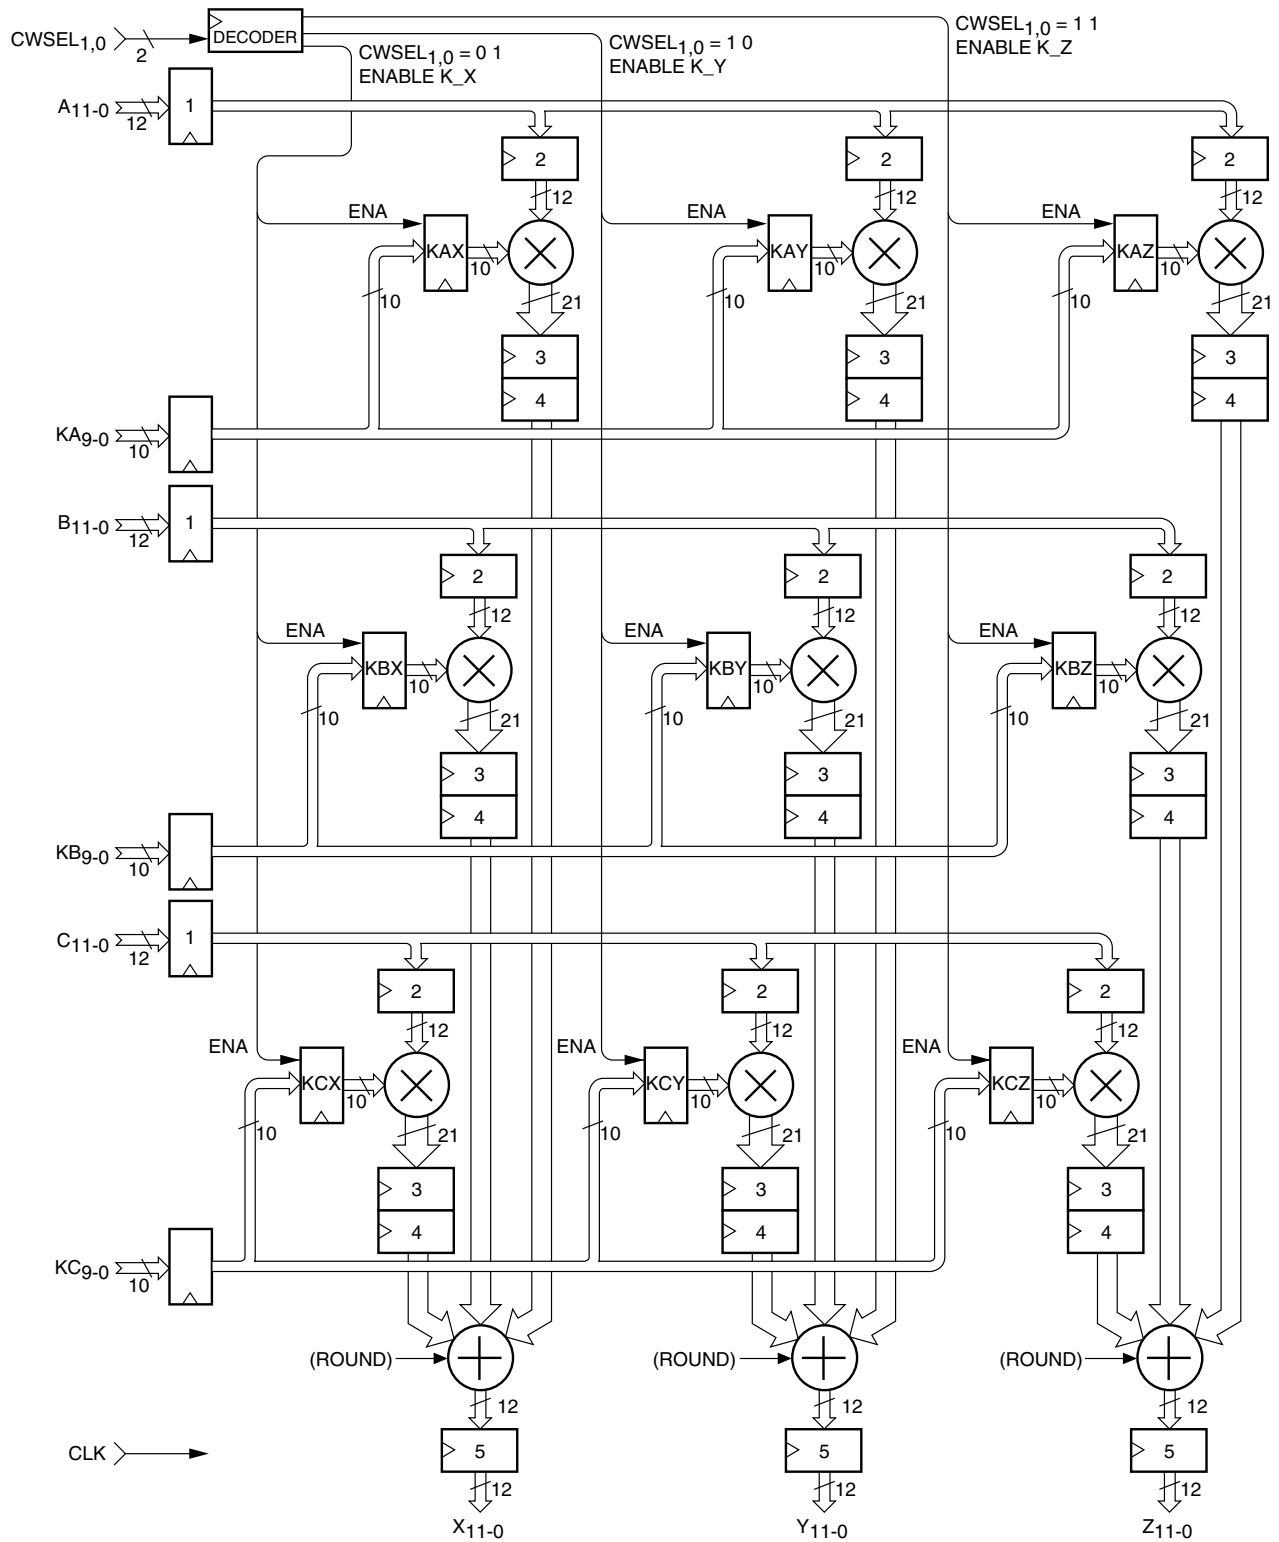 CWSEL1,0
2
DECODER
CWSEL1,0 = 0 1
ENABLE K_X
CWSEL1,0 = 1 0
ENABLE K_Y
CWSEL1,0 = 1 1
ENABLE K_Z
A11-0
12
1
2
2
2
12
12
12
ENA
ENA
ENA
KAX
10
KAY
10
KAZ
10
10
21
10
21
10
21
3
3
3
4
4
4
KA9-0
10
B11-0
12
1
2
2
2
12
12
12
ENA
ENA
ENA
KBX
10
KBY
10
KBZ
10
10
21
10
21
10
21
3
3
3
4
4
4
KB9-0
10
C11-0
12
1
2
2
2
12
12
12
ENA
ENA
ENA
KCX
10
KCY
10
KCZ
10
10
21
10
21
10
21
3
3
3
4
4
4
KC9-0
10
(ROUND)
(ROUND)
(ROUND)
12
12
12
CLK
5
5
5
12
12
12
X11-0
Y11-0
Z11-0